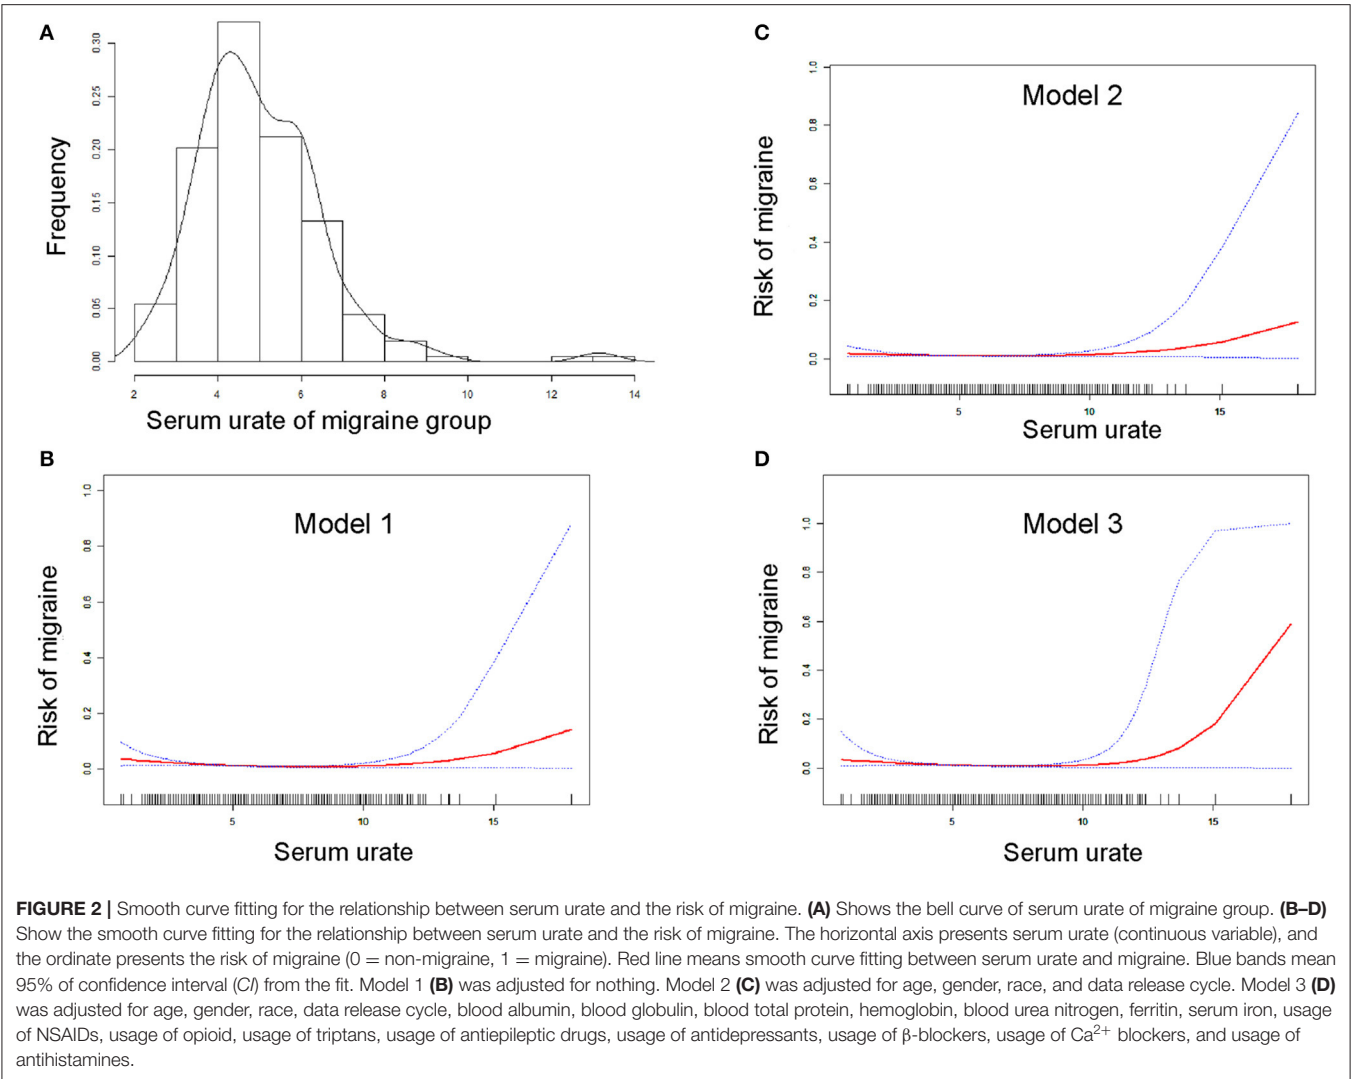 A
Frequency
0.30
0.25
0.20
0.15
0.10
0.05
0.00
2 4 6 8 10 12 14
Serum urate of migraine group
C
Model 2
Risk of migraine
1.0
0.8
0.6
0.4
0.2
0.0
5 10 15
Serum urate
B
Model 1
Risk of migraine
1.0
0.8
0.6
0.4
0.2
0.0
5 10 15
Serum urate
D
Model 3
Risk of migraine
1.0
0.8
0.6
0.4
0.2
0.0
5 10 15
Serum urate
FIGURE 2 | Smooth curve fitting for the relationship between serum urate and the risk of migraine. (A) Shows the bell curve of serum urate of migraine group. (B–D)
Show the smooth curve fitting for the relationship between serum urate and the risk of migraine. The horizontal axis presents serum urate (continuous variable), and
the ordinate presents the risk of migraine (0 = non-migraine, 1 = migraine). Red line means smooth curve fitting between serum urate and migraine. Blue bands mean
95% of confidence interval (CI) from the fit. Model 1 (B) was adjusted for nothing. Model 2 (C) was adjusted for age, gender, race, and data release cycle. Model 3 (D)
was adjusted for age, gender, race, data release cycle, blood albumin, blood globulin, blood total protein, hemoglobin, blood urea nitrogen, ferritin, serum iron, usage
of NSAIDs, usage of opioid, usage of triptans, usage of antiepileptic drugs, usage of antidepressants, usage of β-blockers, usage of Ca²⁺ blockers, and usage of
antihistamines.